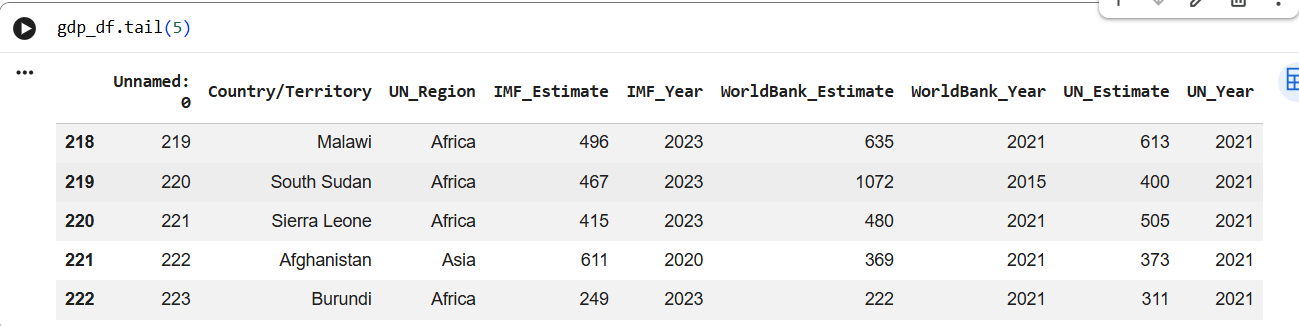 gdp_df.tail(5)
Unnamed: 0 Country/Territory UN_Region IMF_Estimate IMF_Year WorldBank_Estimate WorldBank_Year UN_Estimate UN_Year
218 219 Malawi Africa 496 2023 635 2021 613 2021
219 220 South Sudan Africa 467 2023 1072 2015 400 2021
220 221 Sierra Leone Africa 415 2023 480 2021 505 2021
221 222 Afghanistan Asia 611 2020 369 2021 373 2021
222 223 Burundi Africa 249 2023 222 2021 311 2021